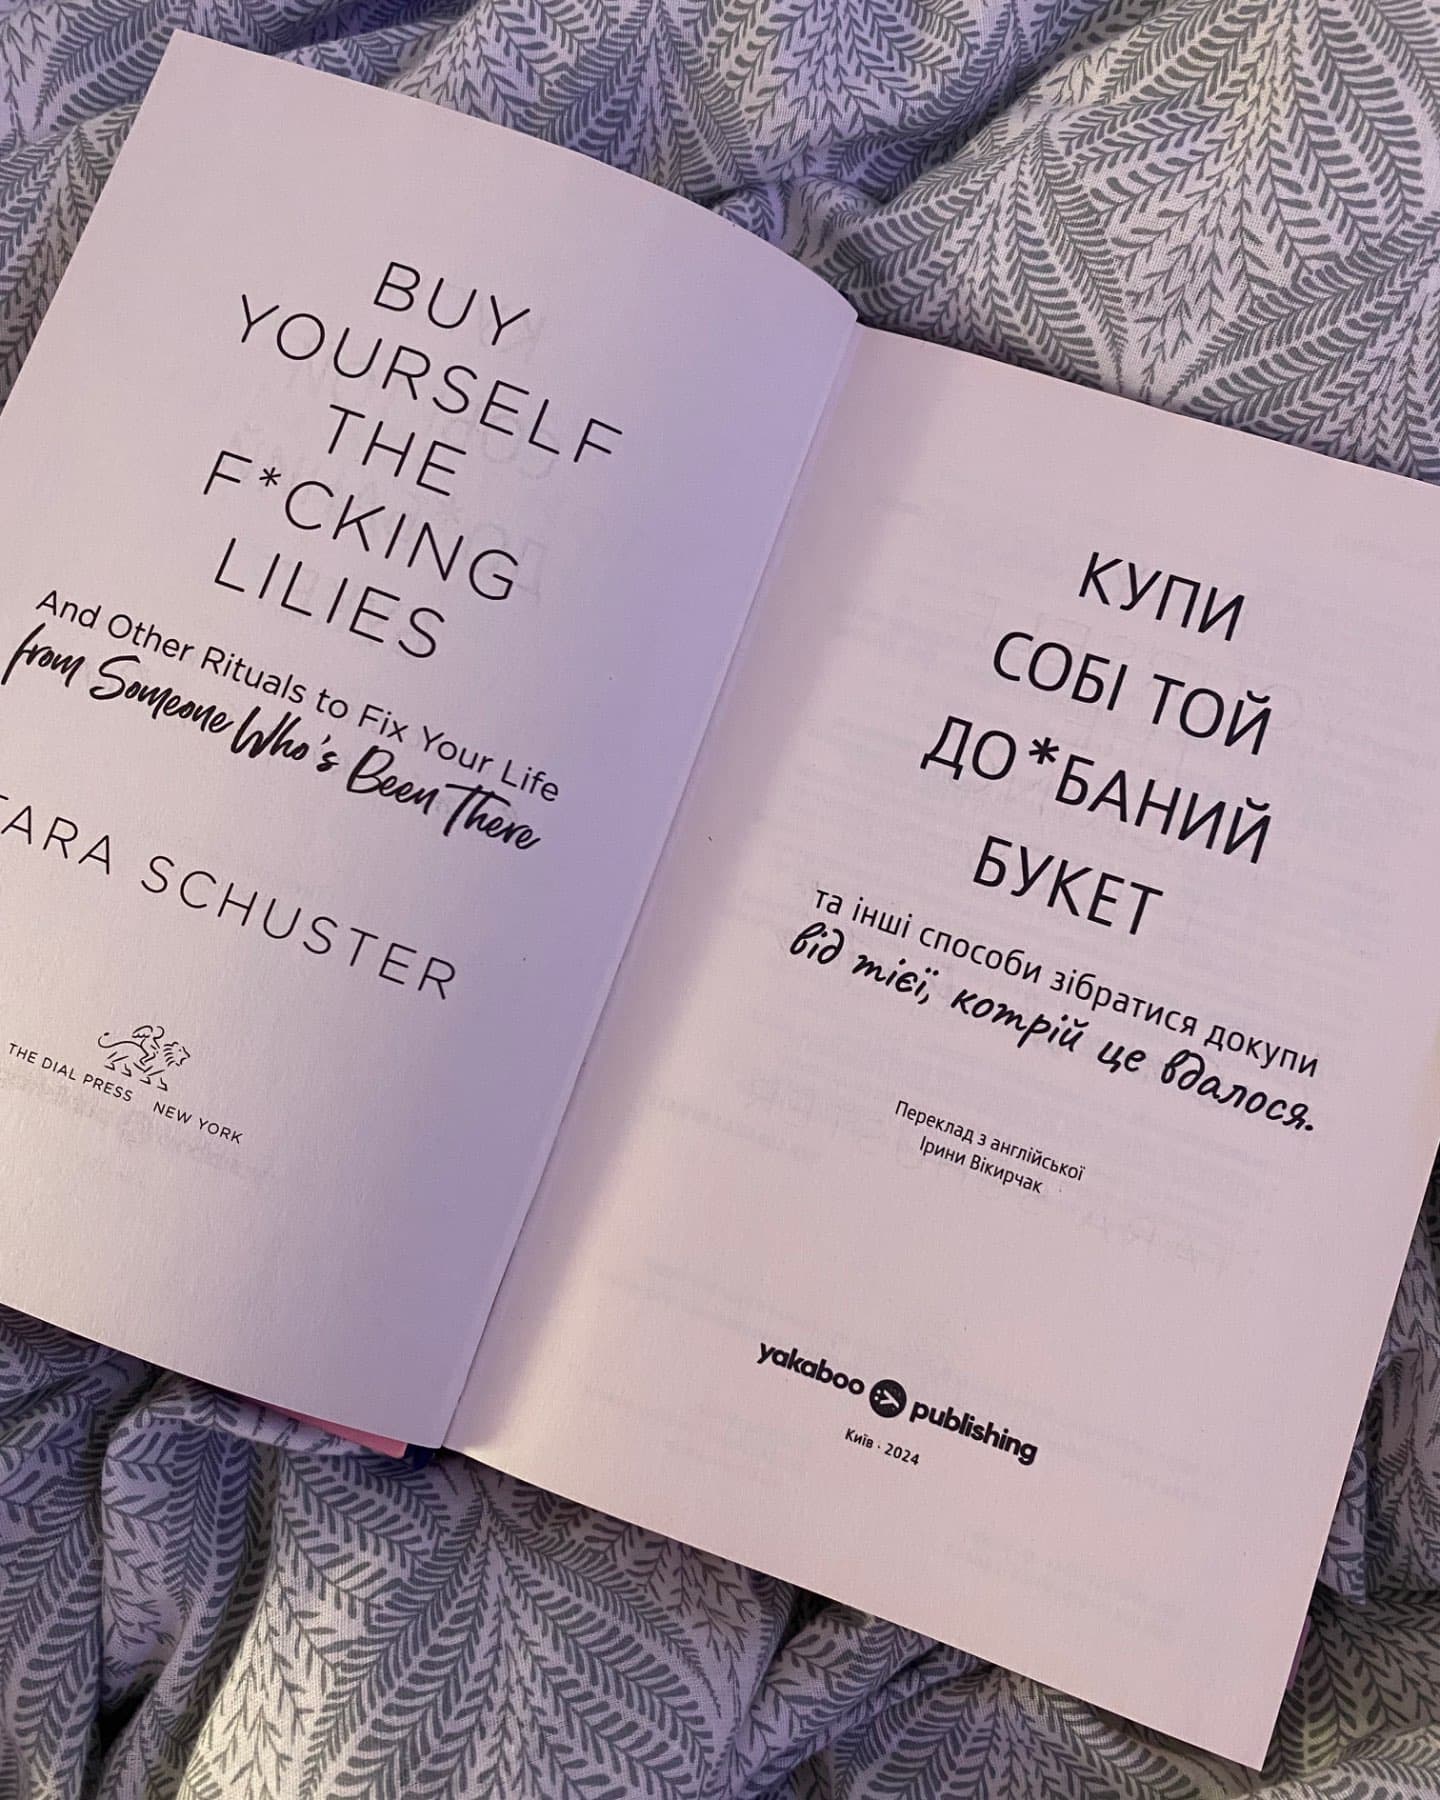 BUY
YOURSELF
THE
F*CKING
LILIES
And Other Rituals to Fix Your Life
from Someone Who's Been There
TARA SCHUSTER
THE DIAL PRESS NEW YORK
КУПИ
СОБІ ТОЙ
ДО*БАНИЙ
БУКЕТ
та інші способи зібратися докупи
від тієї, котрій це вдалося.
Переклад з англійської
Ірини Вікирчак
yakaboo publishing
Київ · 2024